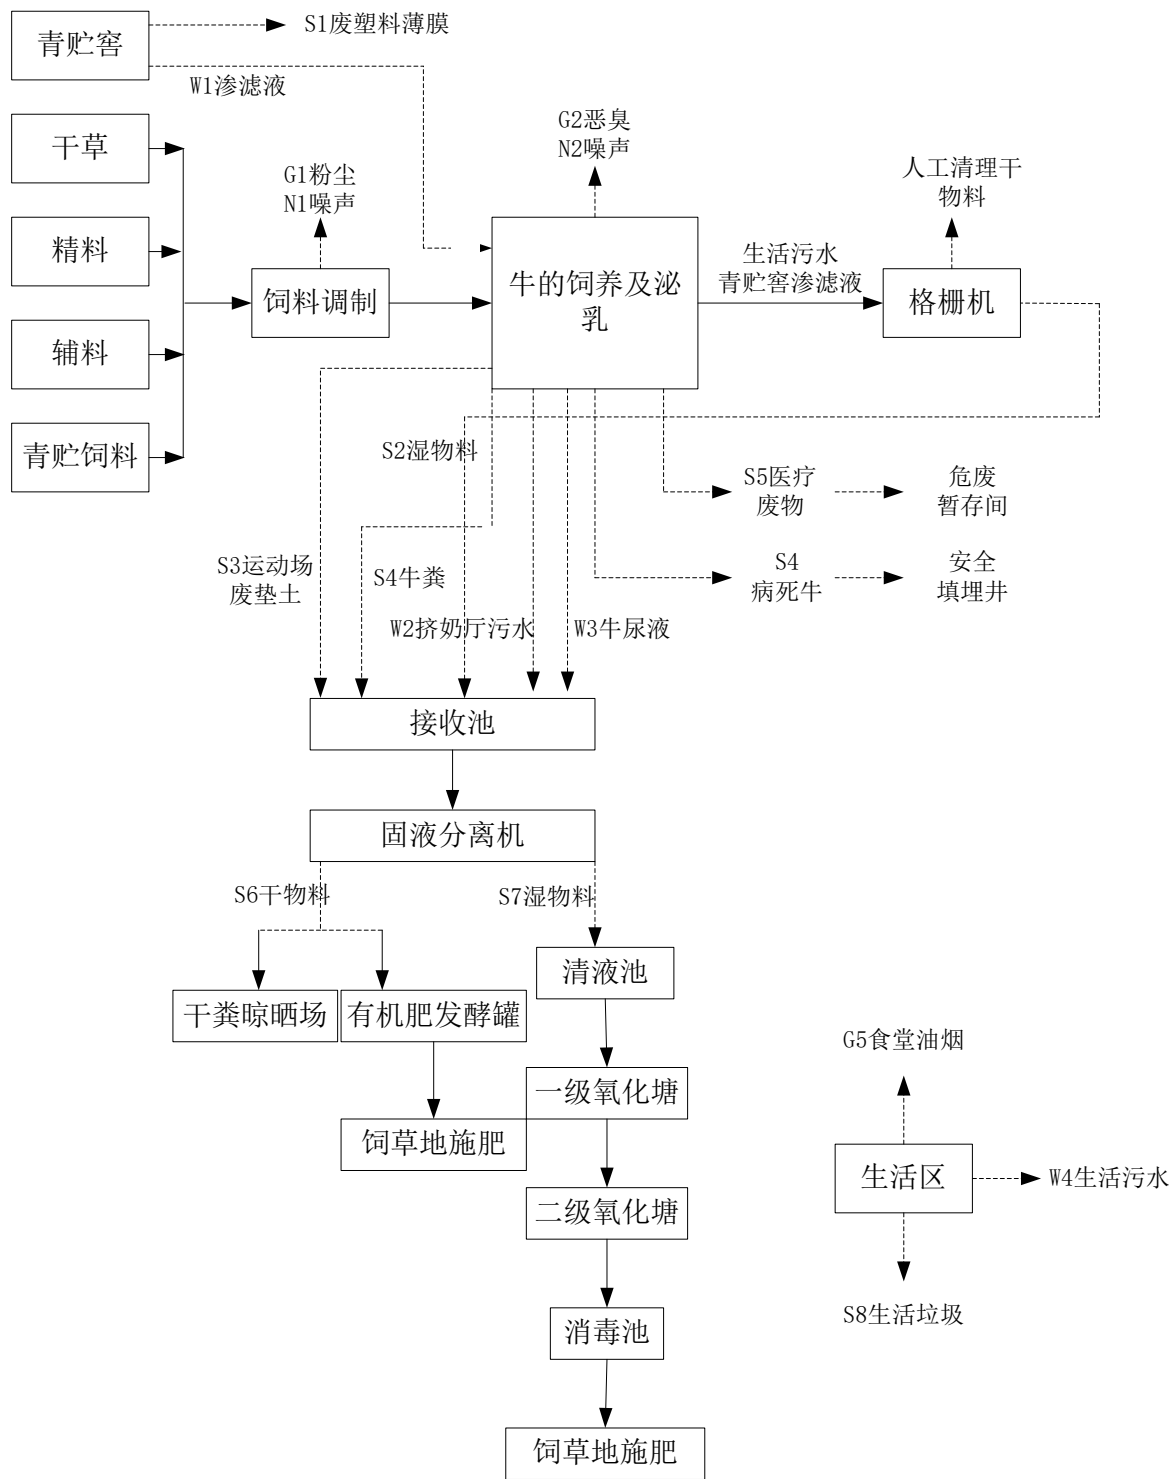 S1废塑料薄膜
青贮窖
W1渗滤液
干草
G2恶臭
N2噪声
G1粉尘
N1噪声
人工清理干
物料
精料
生活污水
青贮窖渗滤液
饲料调制
牛的饲养及泌
乳
格栅机
辅料
青贮饲料
S2湿物料
S5医疗
废物
危废
暂存间
S3运动场
废垫土
S4牛粪
S4
病死牛
安全
填埋井
W2挤奶厅污水
W3牛尿液
接收池
固液分离机
S6干物料
S7湿物料
清液池
干粪晾晒场
有机肥发酵罐
G5食堂油烟
一级氧化塘
饲草地施肥
生活区
W4生活污水
二级氧化塘
S8生活垃圾
消毒池
饲草地施肥